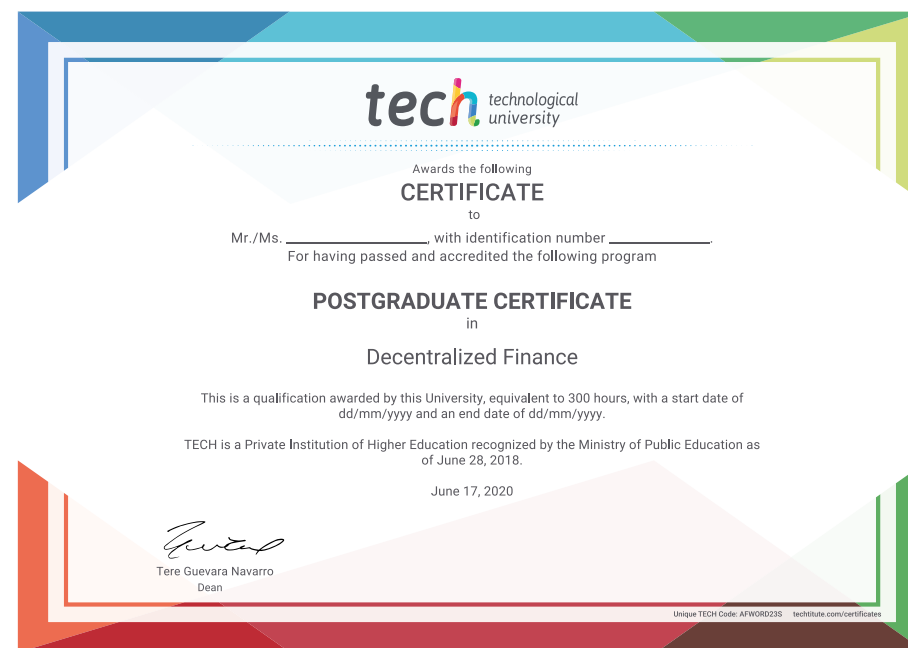 tech technological
university
Awards the following
CERTIFICATE
to
Mr./Ms. ____________________, with identification number ______________.
For having passed and accredited the following program
POSTGRADUATE CERTIFICATE
in
Decentralized Finance
This is a qualification awarded by this University, equivalent to 300 hours, with a start date of
dd/mm/yyyy and an end date of dd/mm/yyyy.
TECH is a Private Institution of Higher Education recognized by the Ministry of Public Education as
of June 28, 2018.
June 17, 2020
Tere Guevara Navarro
Dean
Unique TECH Code: AFWORD23S techtitute.com/certificates